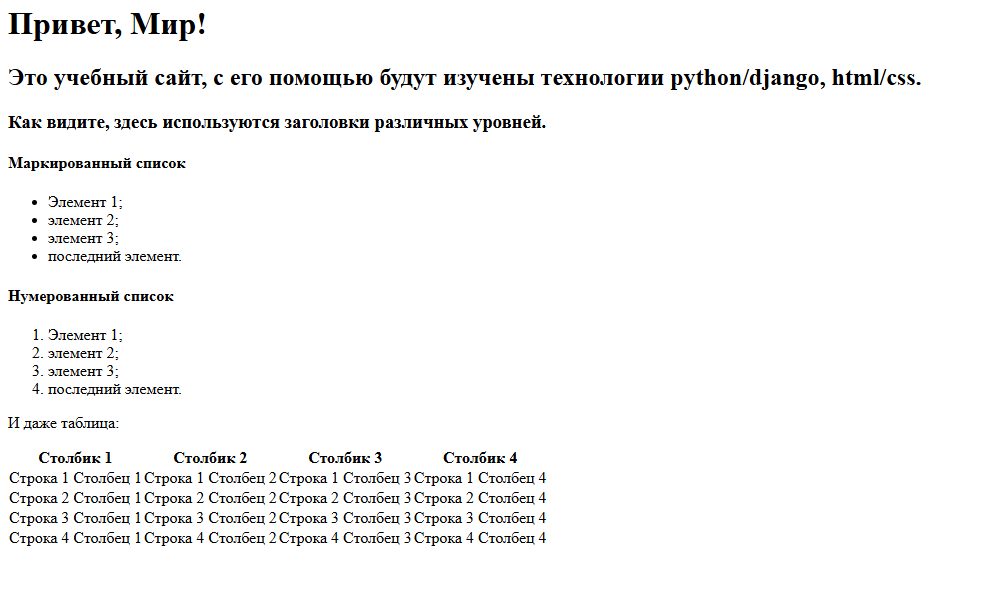 Привет, Мир!
Это учебный сайт, с его помощью будут изучены технологии python/django, html/css.
Как видите, здесь используются заголовки различных уровней.
Маркированный список
• Элемент 1;
• элемент 2;
• элемент 3;
• последний элемент.
Нумерованный список
1. Элемент 1;
2. элемент 2;
3. элемент 3;
4. последний элемент.
И даже таблица:
Столбик 1 Столбик 2 Столбик 3 Столбик 4
Строка 1 Столбец 1 Строка 1 Столбец 2 Строка 1 Столбец 3 Строка 1 Столбец 4
Строка 2 Столбец 1 Строка 2 Столбец 2 Строка 2 Столбец 3 Строка 2 Столбец 4
Строка 3 Столбец 1 Строка 3 Столбец 2 Строка 3 Столбец 3 Строка 3 Столбец 4
Строка 4 Столбец 1 Строка 4 Столбец 2 Строка 4 Столбец 3 Строка 4 Столбец 4